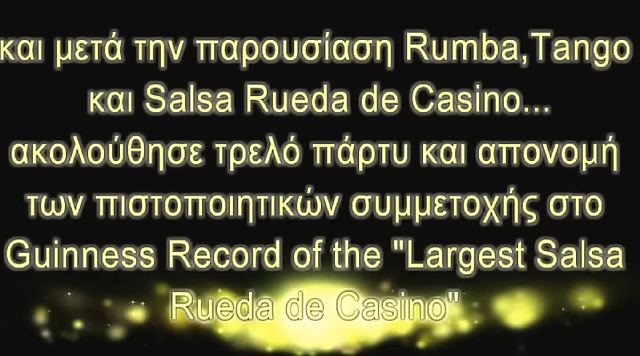 και μετά την παρουσίαση Rumba,Tango
και Salsa Rueda de Casino...
ακολούθησε τρελό πάρτυ και απονομή
των πιστοποιητικών συμμετοχής στο
Guinness Record of the "Largest Salsa
Rueda de Casino"